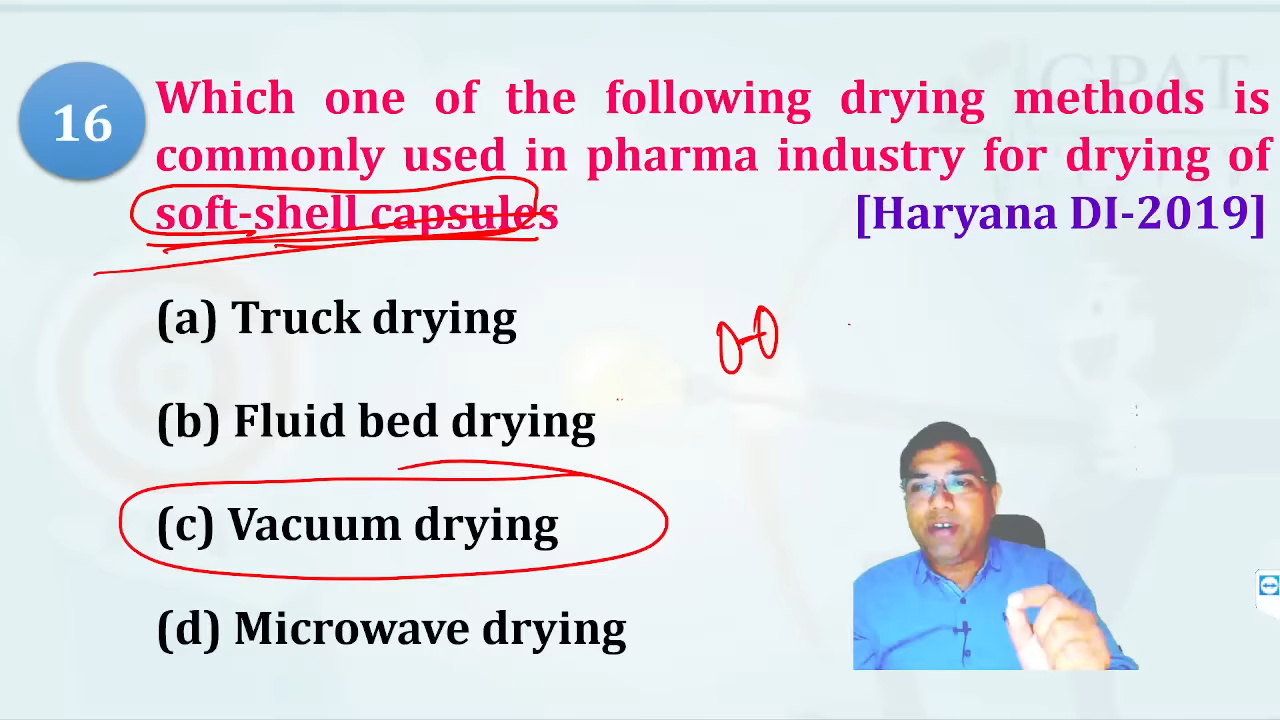 16
Which one of the following drying methods is
commonly used in pharma industry for drying of
soft-shell capsules [Haryana DI-2019]
(a) Truck drying
(b) Fluid bed drying
(c) Vacuum drying
(d) Microwave drying
GPAT